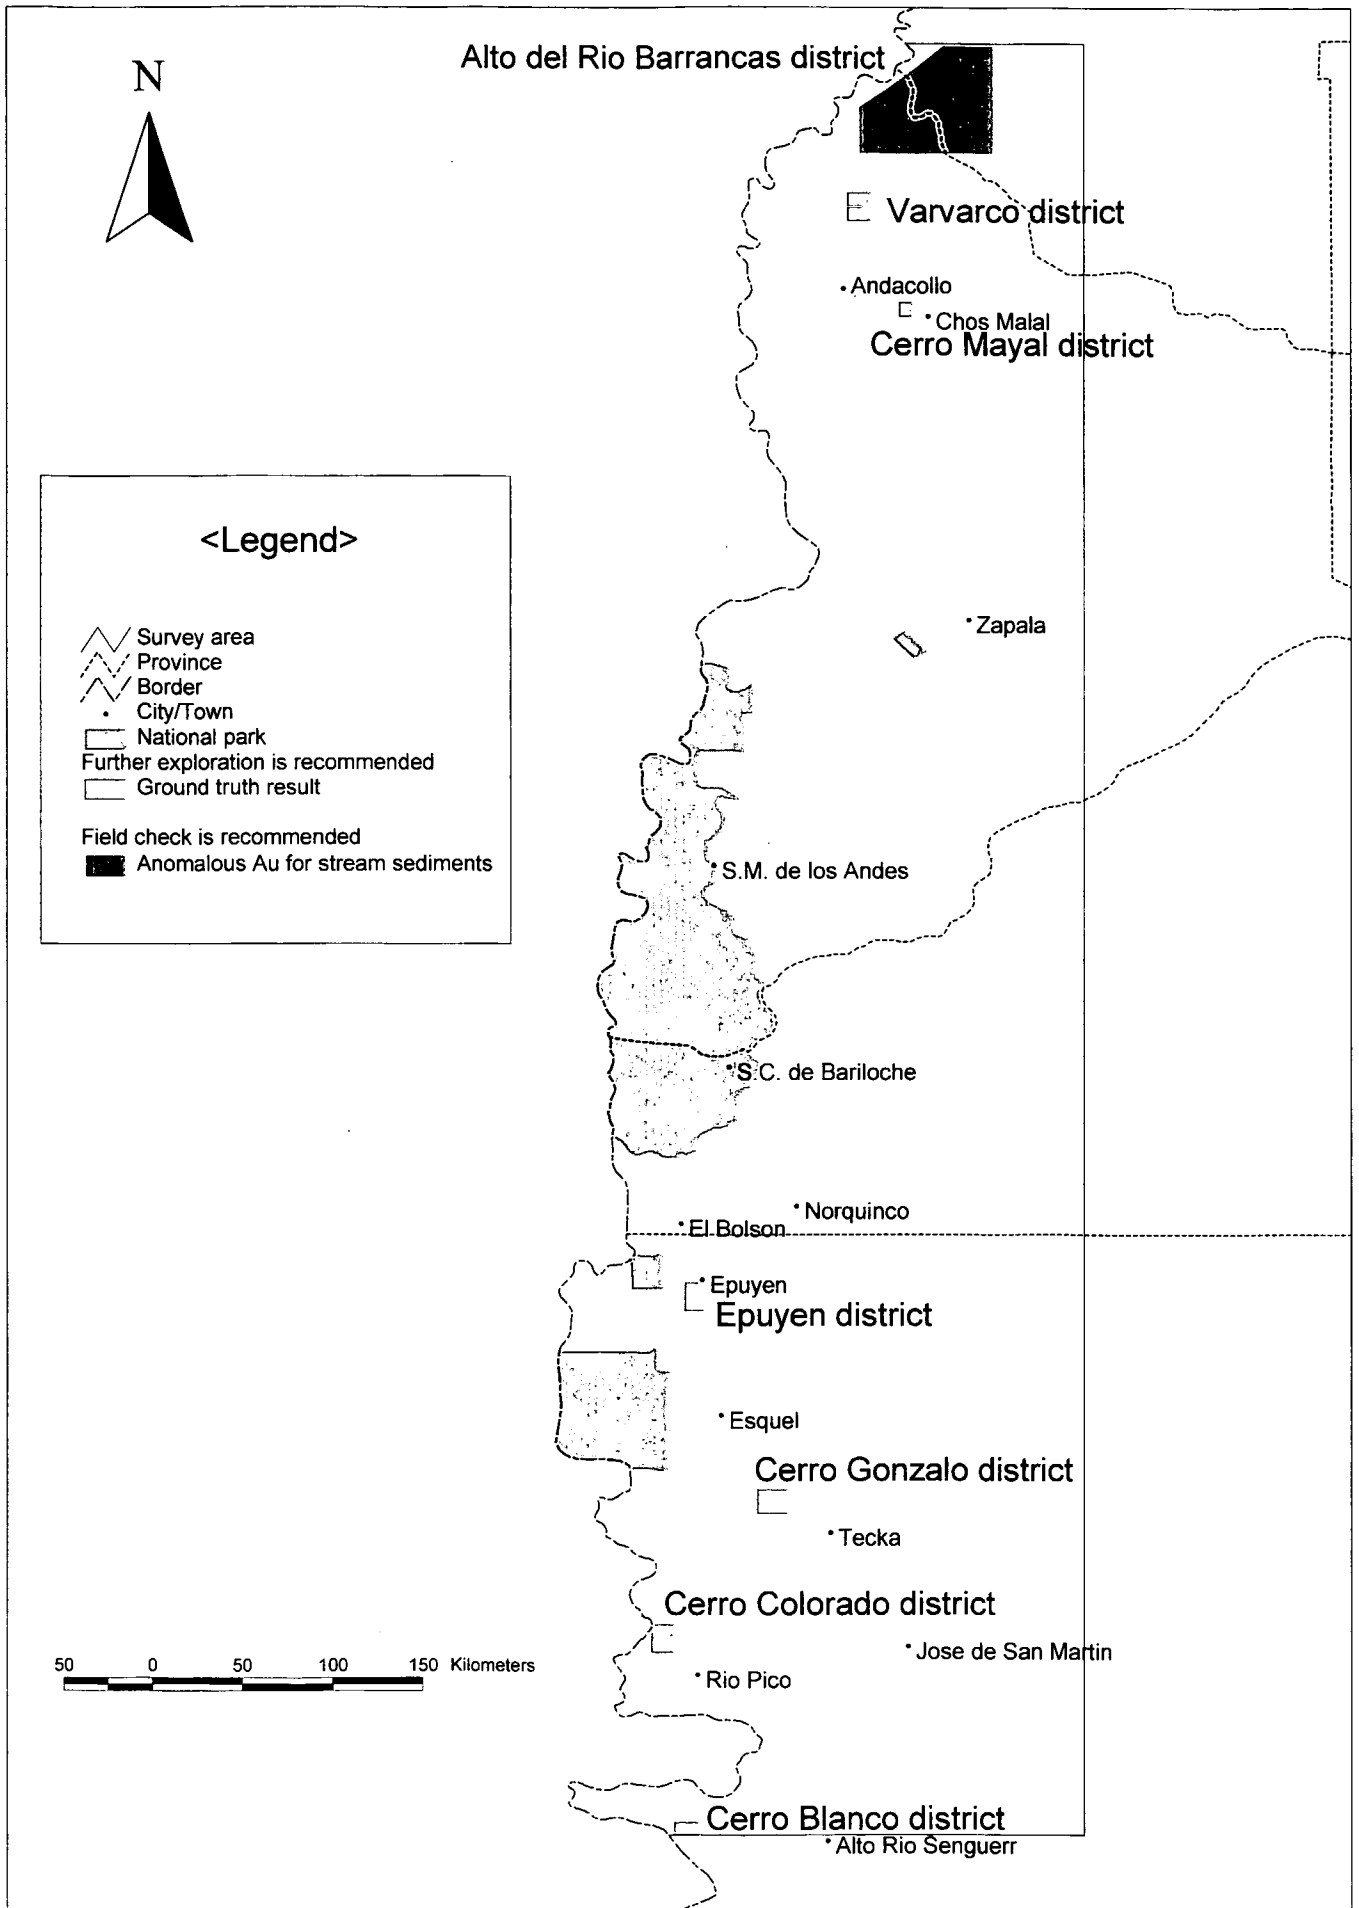 Alto del Rio Barrancas district
N
Varvarco district
Andacollo
Chos Malal
Cerro Mayal district
<Legend>
Survey area
Province
Border
City/Town
National park
Further exploration is recommended
Ground truth result
Field check is recommended
Anomalous Au for stream sediments
Zapala
S.M. de los Andes
S.C. de Bariloche
Norquinco
El Bolson
Epuyen
Epuyen district
Esquel
Cerro Gonzalo district
Tecka
Cerro Colorado district
Jose de San Martin
Rio Pico
50 0 50 100 150 Kilometers
Cerro Blanco district
Alto Rio Senguerr